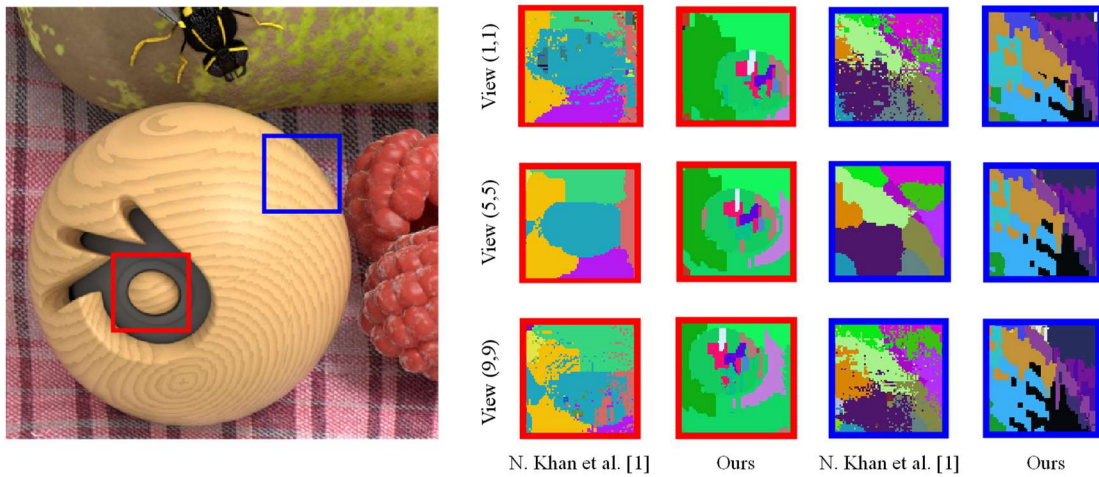 View (1,1)
View (5,5)
View (9,9)
N. Khan et al. [1]
Ours
N. Khan et al. [1]
Ours